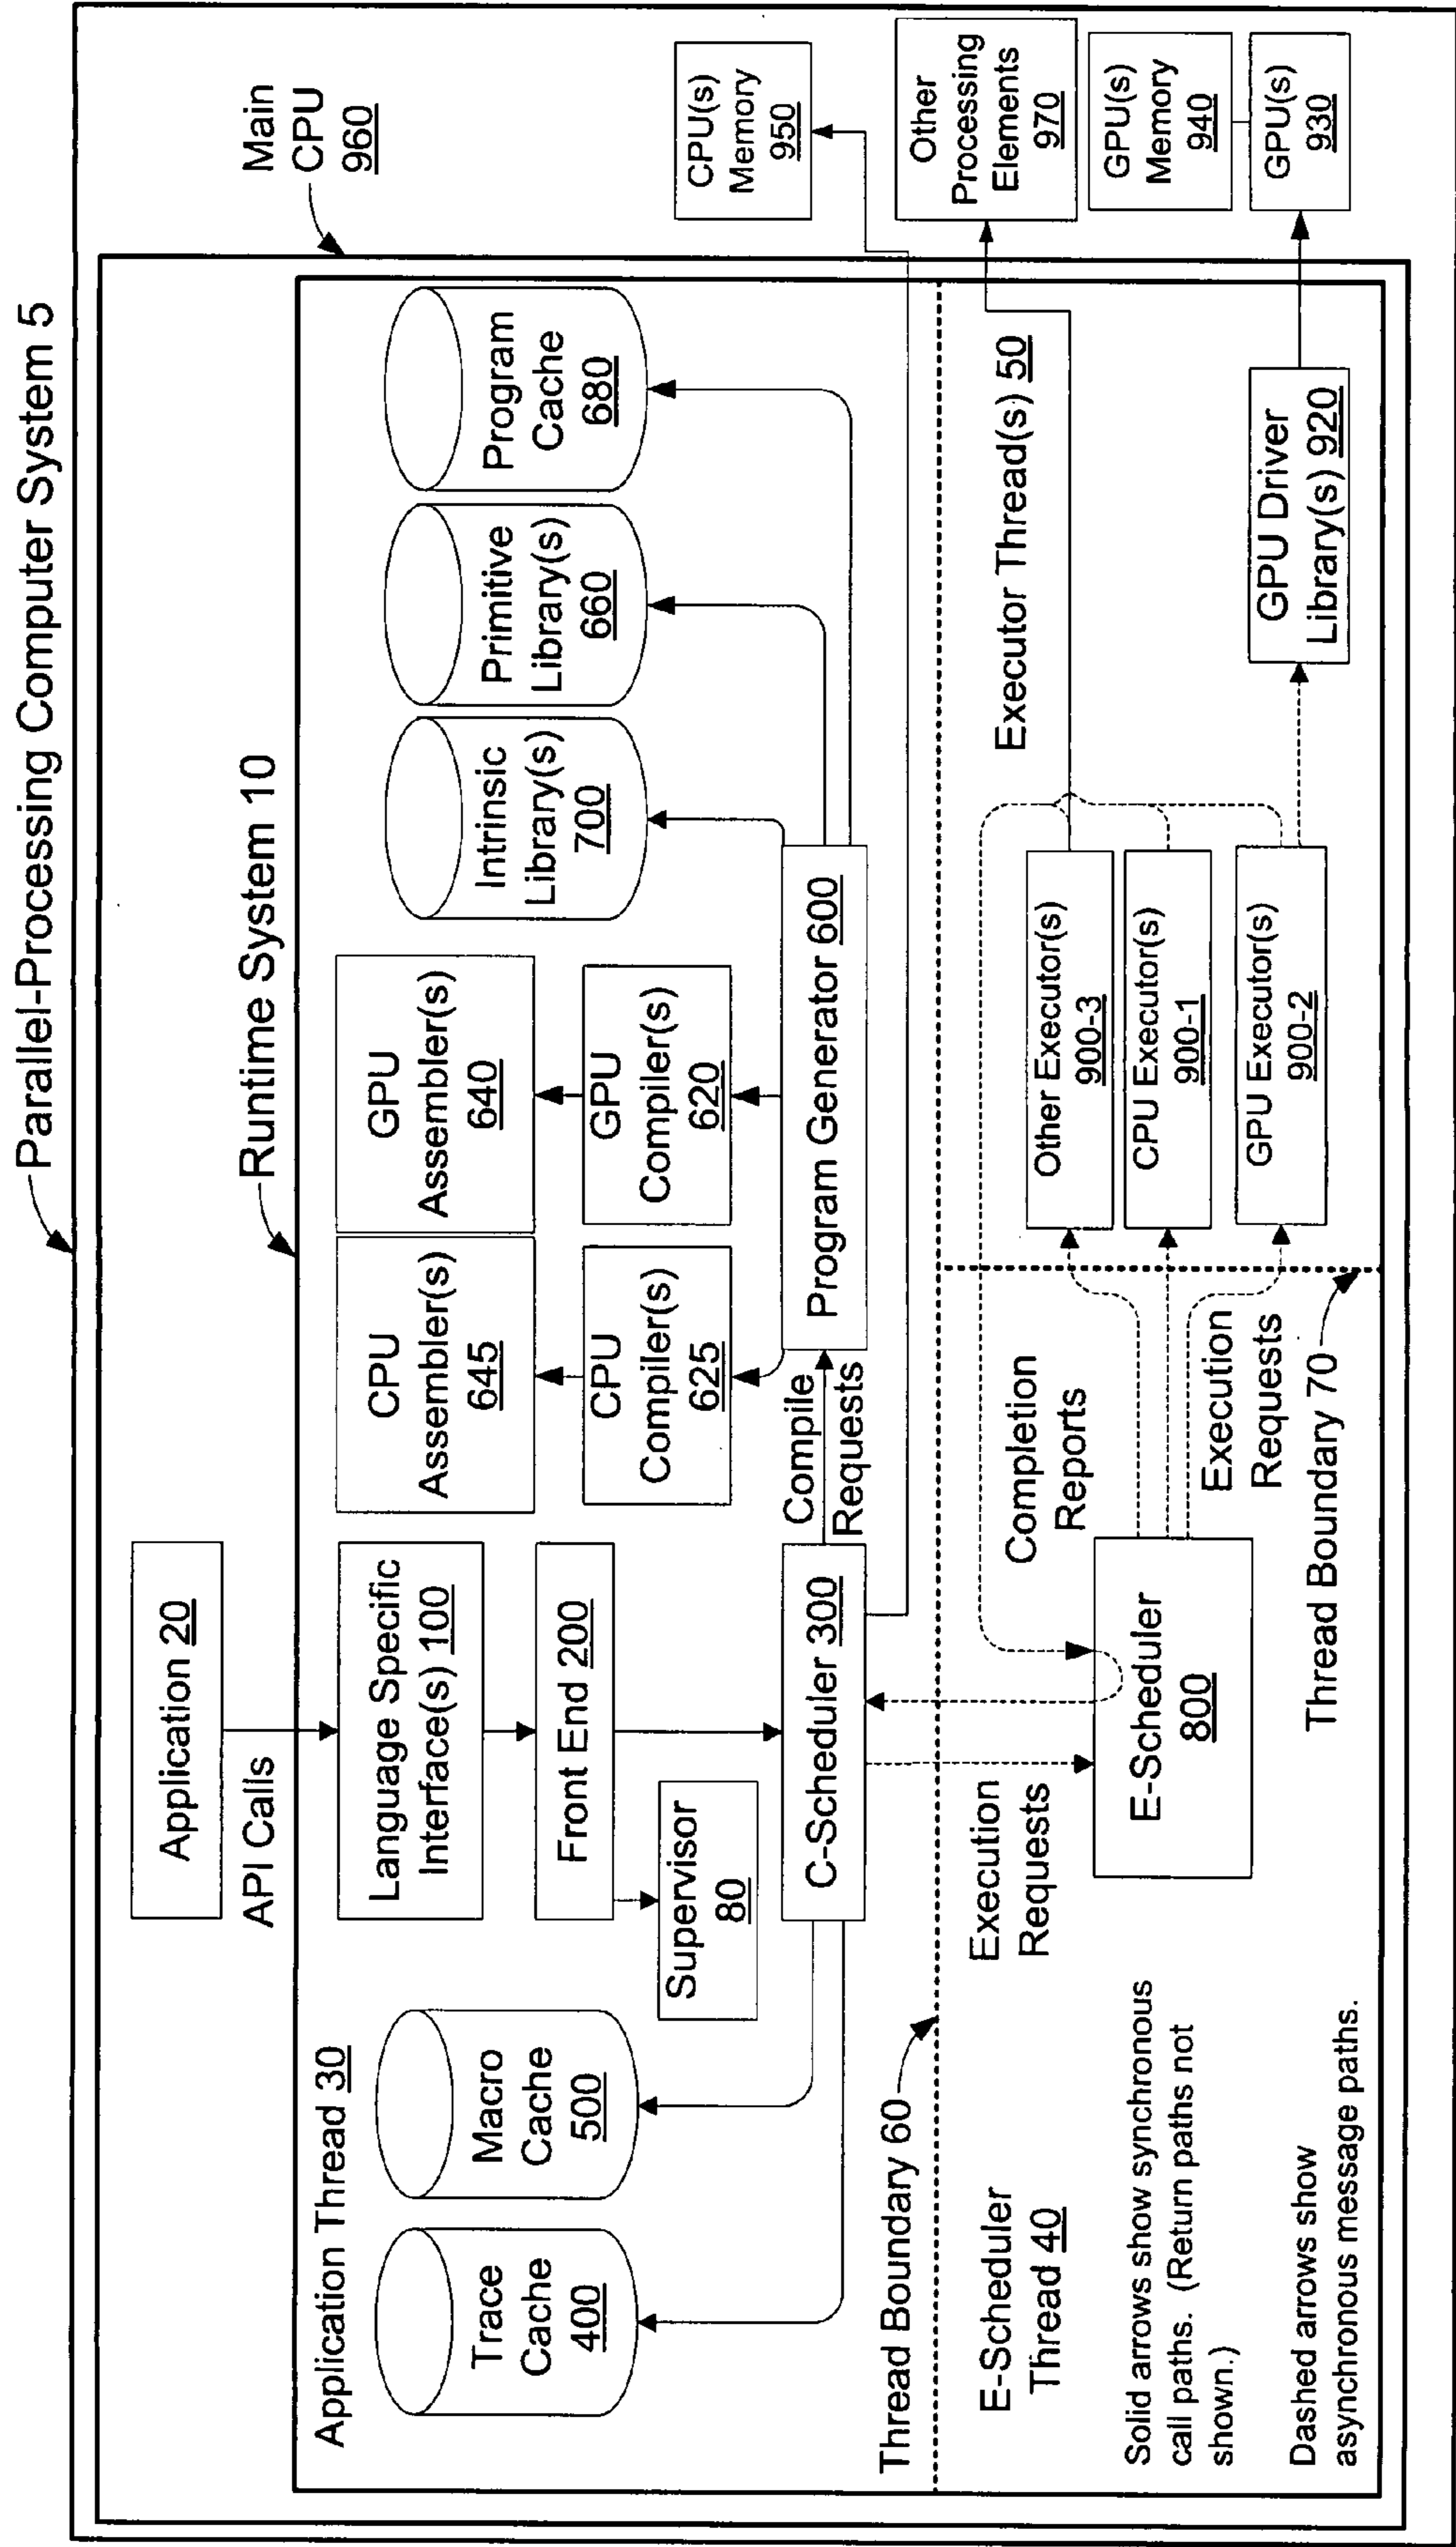 Parallel-Processing Computer System 5
Main
CPU
960
Runtime System 10
Application 20
API Calls
Application Thread 30
Language Specific
Interface(s) 100
Front End 200
Supervisor
80
C-Scheduler 300
Trace
Cache
400
Macro
Cache
500
CPU
Assembler(s)
645
GPU
Assembler(s)
640
CPU
Compiler(s)
625
GPU
Compiler(s)
620
Compile
Requests
Program Generator 600
Intrinsic
Library(s)
700
Primitive
Library(s)
660
Program
Cache
680
CPU(s)
Memory
950
Other
Processing
Elements
970
GPU(s)
Memory
940
GPU(s)
930
Thread Boundary 60
E-Scheduler
Thread 40
Execution
Requests
Completion
Reports
E-Scheduler
800
Execution
Requests
Thread Boundary 70
Executor Thread(s) 50
Other Executor(s)
900-3
CPU Executor(s)
900-1
GPU Executor(s)
900-2
GPU Driver
Library(s) 920
Solid arrows show synchronous
call paths. (Return paths not
shown.)
Dashed arrows show
asynchronous message paths.